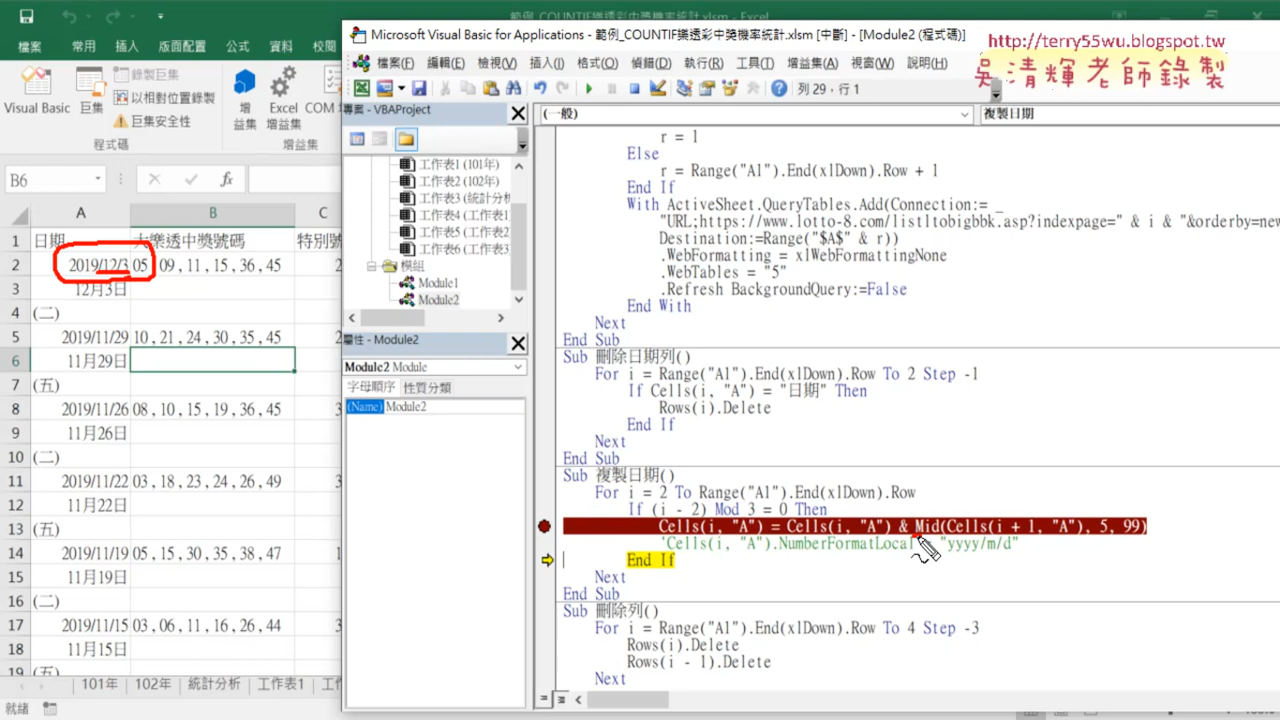 範例_COUNTIF樂透彩中獎機率統計.xlsm - Excel
檔案 常用 插入 版面配置 公式 資料 校閱
Visual Basic 巨集 錄製巨集 以相對位置錄製 巨集安全性 增益集 Excel 增益集 COM
程式碼 增益集
B6
A B C
1 日期 大樂透中獎號碼 特別號
2 2019/12/3 05 , 09 , 11 , 15 , 36 , 45 2
3 12月3日
4 (二)
5 2019/11/29 10 , 21 , 24 , 30 , 35 , 45 2
6 11月29日
7 (五)
8 2019/11/26 08 , 10 , 15 , 19 , 36 , 45 3
9 11月26日
10 (二)
11 2019/11/22 03 , 18 , 23 , 24 , 26 , 49 3
12 11月22日
13 (五)
14 2019/11/19 05 , 15 , 30 , 35 , 38 , 47 1
15 11月19日
16 (二)
17 2019/11/15 03 , 06 , 11 , 16 , 26 , 44 3
18 11月15日
19 (五)
101年 102年 統計分析 工作表1 工
就緒
Microsoft Visual Basic for Applications - 範例_COUNTIF樂透彩中獎機率統計.xlsm [中斷] - [Module2 (程式碼)]
http://terry55wu.blogspot.tw
吳清輝老師錄製
檔案(F) 編輯(E) 檢視(V) 插入(I) 格式(O) 偵錯(D) 執行(R) 工具(T) 增益集(A) 視窗(W) 說明(H)
列 29，行 1
專案 - VBAProject
工作表1 (101年)
工作表2 (102年)
工作表3 (統計分析
工作表4 (工作表1)
工作表5 (工作表2)
工作表6 (工作表3)
模組
Module1
Module2
屬性 - Module2
Module2 Module
字母順序 性質分類
(Name) Module2
(一般) 複製日期
r = 1
Else
r = Range("A1").End(xlDown).Row + 1
End If
With ActiveSheet.QueryTables.Add(Connection:= _
"URL;https://www.lotto-8.com/listltobigbbk.asp?indexpage=" & i & "&orderby=new
Destination:=Range("$A$" & r))
.WebFormatting = xlWebFormattingNone
.WebTables = "5"
.Refresh BackgroundQuery:=False
End With
Next
End Sub
Sub 刪除日期列()
For i = Range("A1").End(xlDown).Row To 2 Step -1
If Cells(i, "A") = "日期" Then
Rows(i).Delete
End If
Next
End Sub
Sub 複製日期()
For i = 2 To Range("A1").End(xlDown).Row
If (i - 2) Mod 3 = 0 Then
Cells(i, "A") = Cells(i, "A") & Mid(Cells(i + 1, "A"), 5, 99)
'Cells(i, "A").NumberFormatLocal "yyyy/m/d"
End If
Next
End Sub
Sub 刪除列()
For i = Range("A1").End(xlDown).Row To 4 Step -3
Rows(i).Delete
Rows(i - 1).Delete
Next